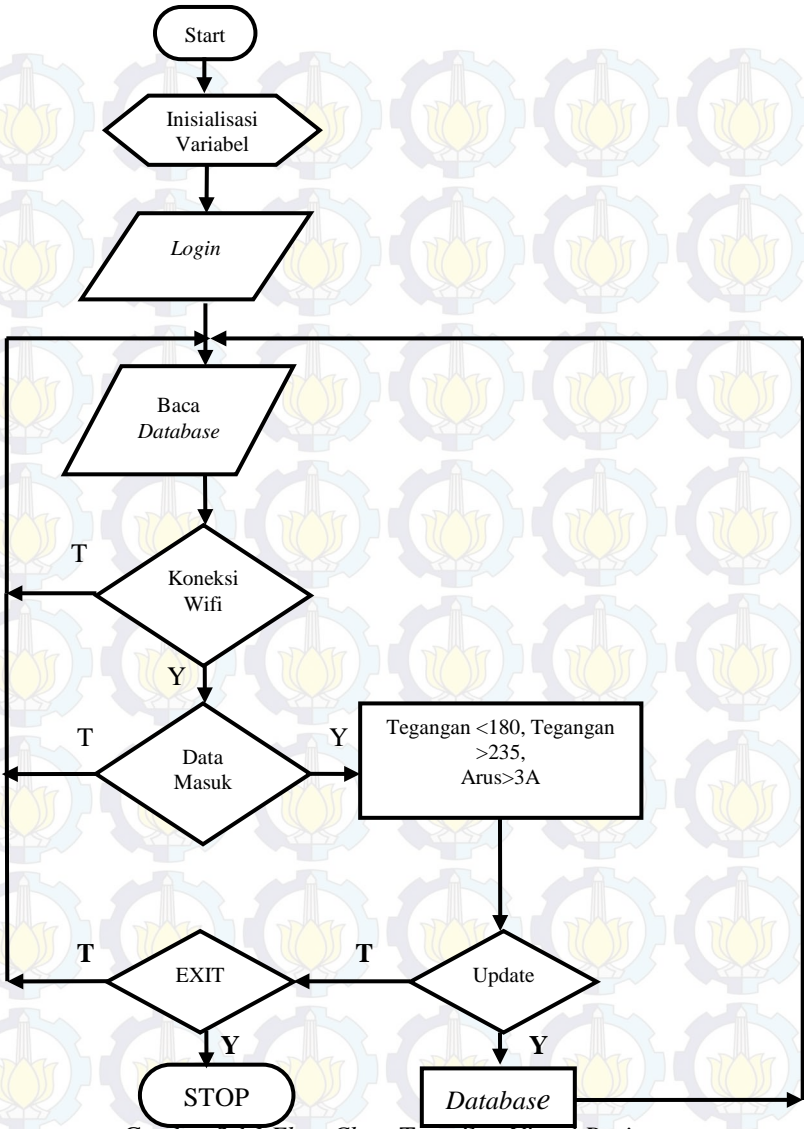 Start
Inisialisasi
Variabel
Login
Baca
Database
T
Koneksi
Wifi
Y
T
Data
Masuk
Y
Tegangan <180, Tegangan
>235,
Arus>3A
T
EXIT
T
Update
Y
Y
STOP
Database